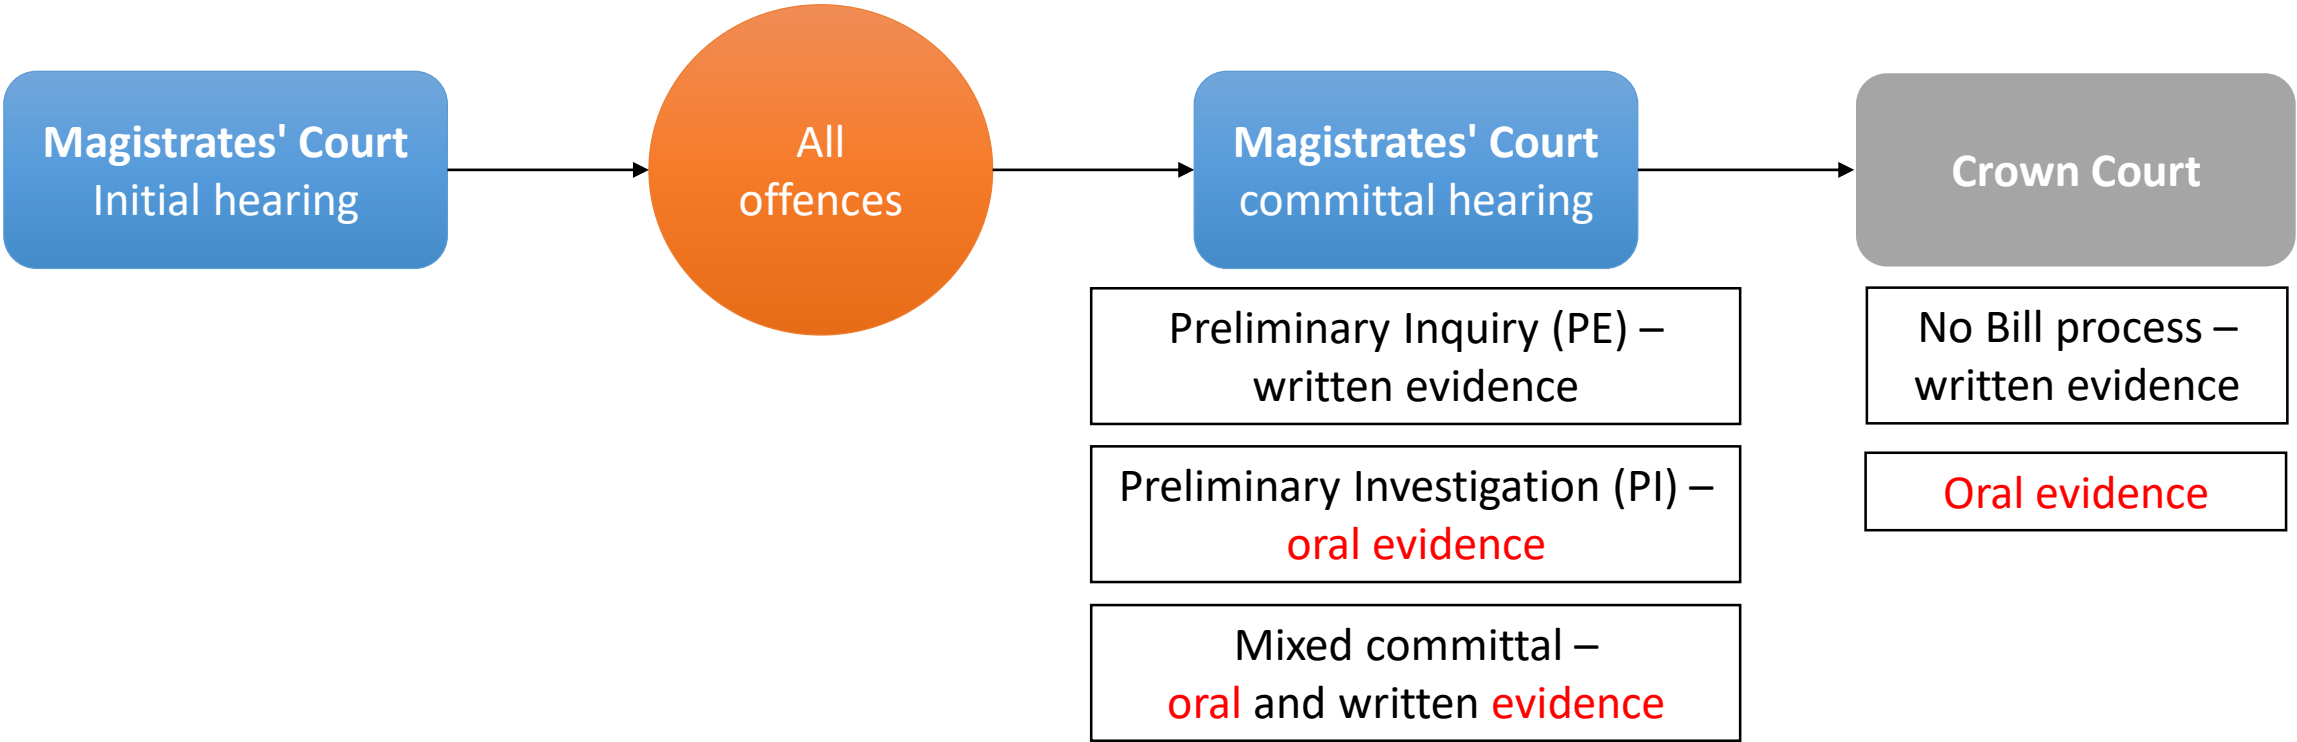 Magistrates' Court
Initial hearing
All
offences
Magistrates' Court
committal hearing
Preliminary Inquiry (PE) –
written evidence
Preliminary Investigation (PI) –
oral evidence
Mixed committal –
oral and written evidence
Crown Court
No Bill process –
written evidence
Oral evidence